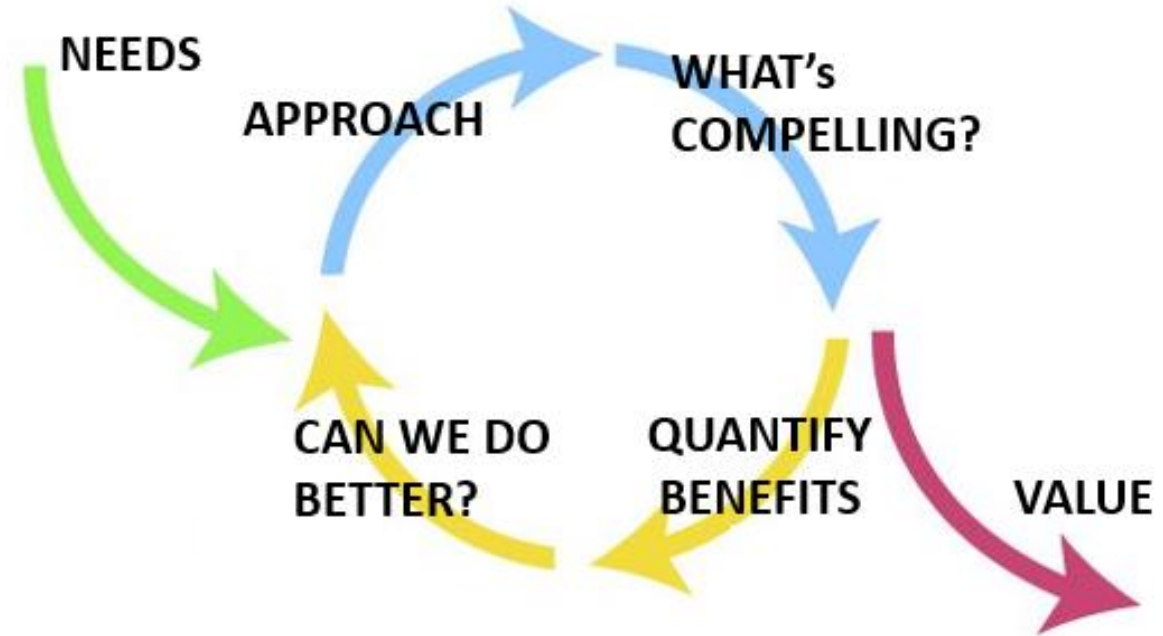 NEEDS
APPROACH
WHAT's
COMPELLING?
CAN WE DO
BETTER?
QUANTIFY
BENEFITS
VALUE